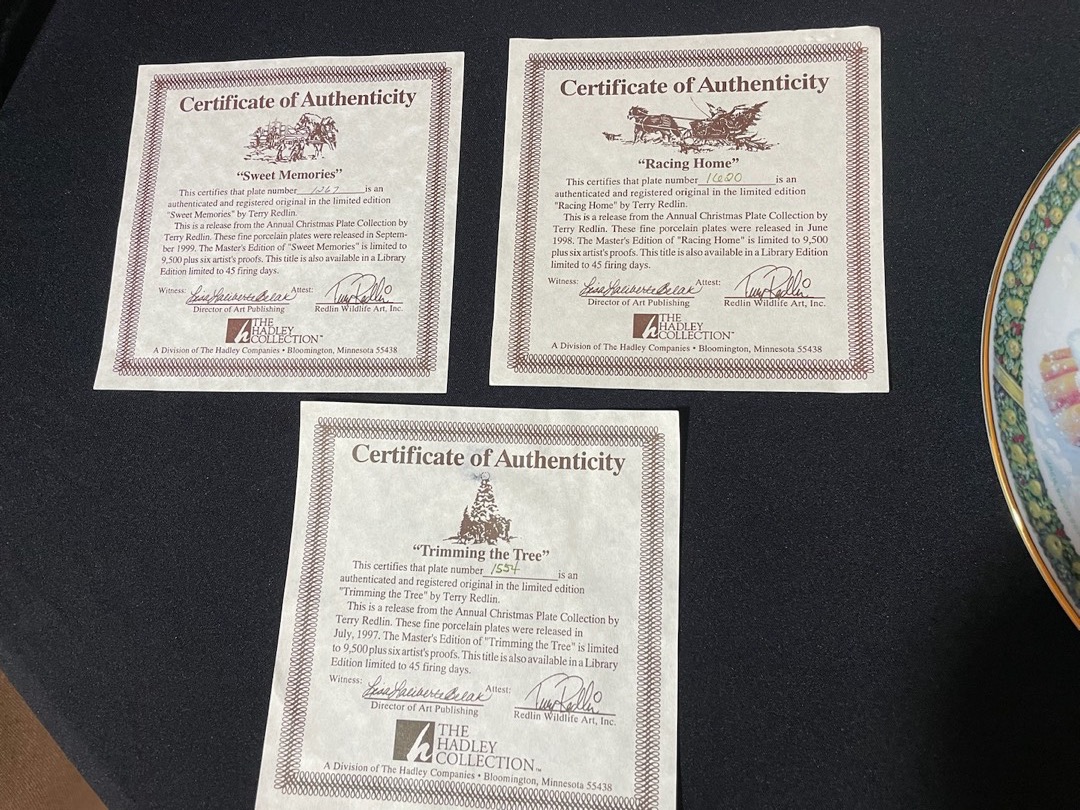 Certificate of Authenticity
"Sweet Memories"
This certifies that plate number 1267 is an
authenticated and registered original in the limited edition
"Sweet Memories" by Terry Redlin.
This is a release from the Annual Christmas Plate Collection by
Terry Redlin. These fine porcelain plates were released in Septem-
ber 1999. The Master's Edition of "Sweet Memories" is limited to
9,500 plus six artist's proofs. This title is also available in a Library
Edition limited to 45 firing days.
Witness: Attest: Terry Redlin
Director of Art Publishing Redlin Wildlife Art, Inc.
h THE
HADLEY
COLLECTION™
A Division of The Hadley Companies • Bloomington, Minnesota 55438
Certificate of Authenticity
"Racing Home"
This certifies that plate number 1600 is an
authenticated and registered original in the limited edition
"Racing Home" by Terry Redlin.
This is a release from the Annual Christmas Plate Collection by
Terry Redlin. These fine porcelain plates were released in June
1998. The Master's Edition of "Racing Home" is limited to 9,500
plus six artist's proofs. This title is also available in a Library Edition
limited to 45 firing days.
Witness: Attest: Terry Redlin
Director of Art Publishing Redlin Wildlife Art, Inc.
h THE
HADLEY
COLLECTION™
A Division of The Hadley Companies • Bloomington, Minnesota 55438
Certificate of Authenticity
"Trimming the Tree"
This certifies that plate number 1554 is an
authenticated and registered original in the limited edition
"Trimming the Tree" by Terry Redlin.
This is a release from the Annual Christmas Plate Collection by
Terry Redlin. These fine porcelain plates were released in
July, 1997. The Master's Edition of "Trimming the Tree" is limited
to 9,500 plus six artist's proofs. This title is also available in a Library
Edition limited to 45 firing days.
Witness: Attest: Terry Redlin
Director of Art Publishing Redlin Wildlife Art, Inc.
h THE
HADLEY
COLLECTION™
A Division of The Hadley Companies • Bloomington, Minnesota 55438